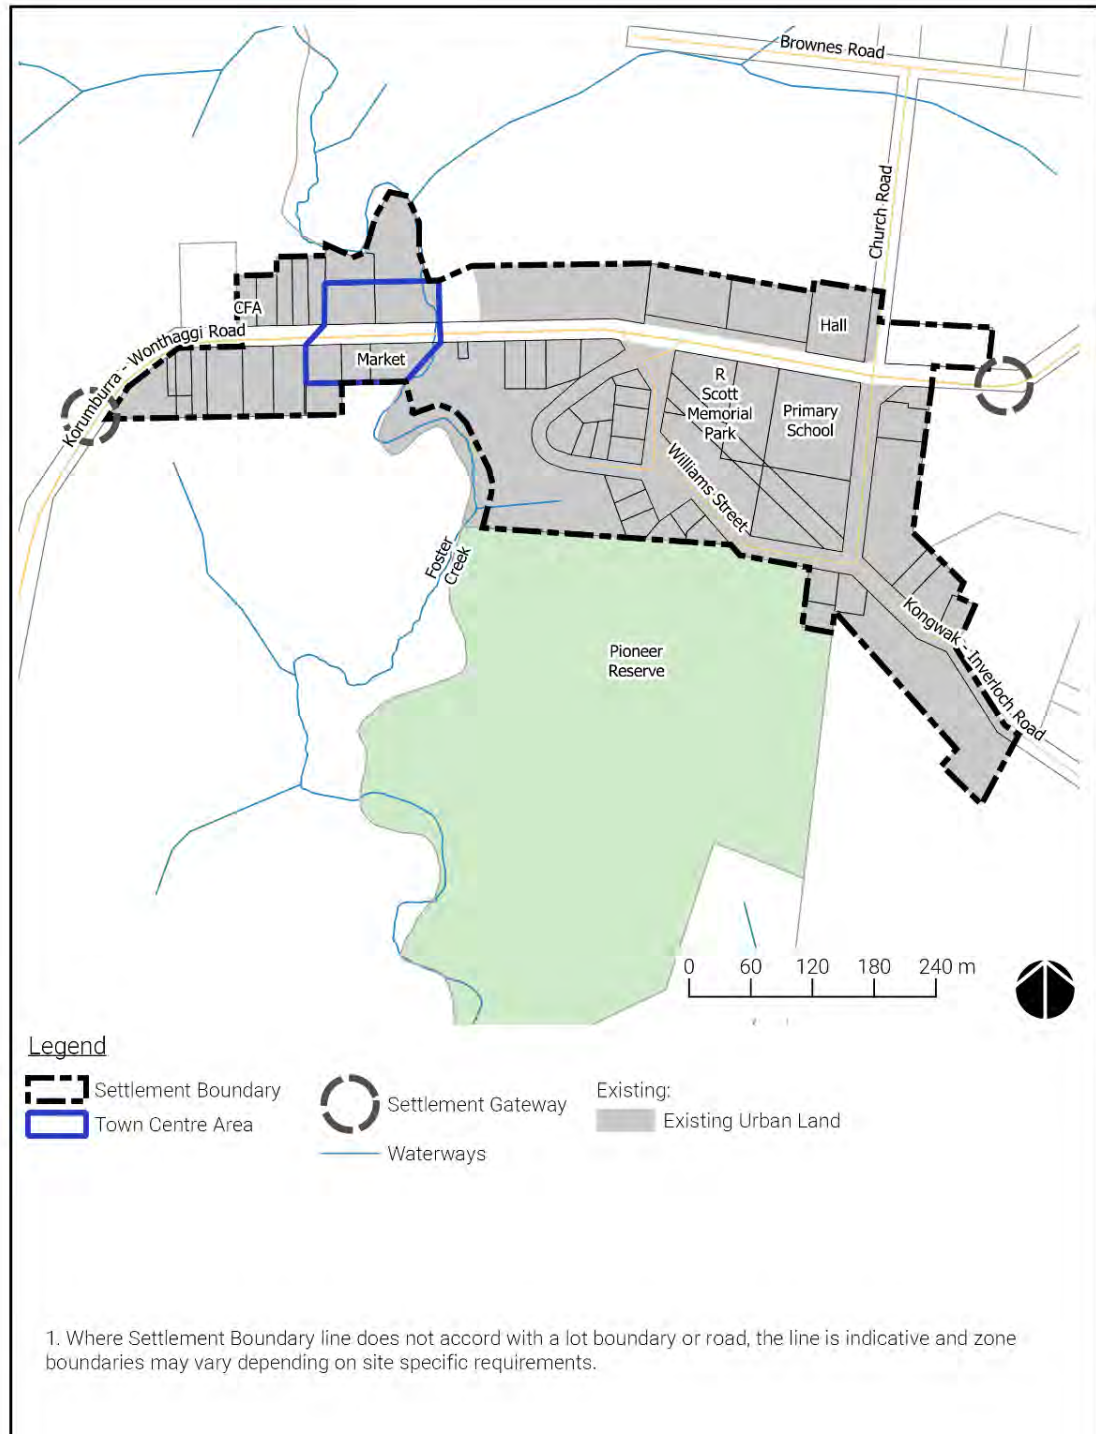 Brownes Road
Church Road
CFA
Korumburra - Wonthaggi Road
Market
Hall
R
Scott
Memorial
Park
Primary
School
Williams Street
Foster
Creek
Kongwak - Inverloch Road
Pioneer
Reserve
0 60 120 180 240 m
Legend
Settlement Boundary
Town Centre Area
Settlement Gateway
Waterways
Existing:
Existing Urban Land
1. Where Settlement Boundary line does not accord with a lot boundary or road, the line is indicative and zone
boundaries may vary depending on site specific requirements.